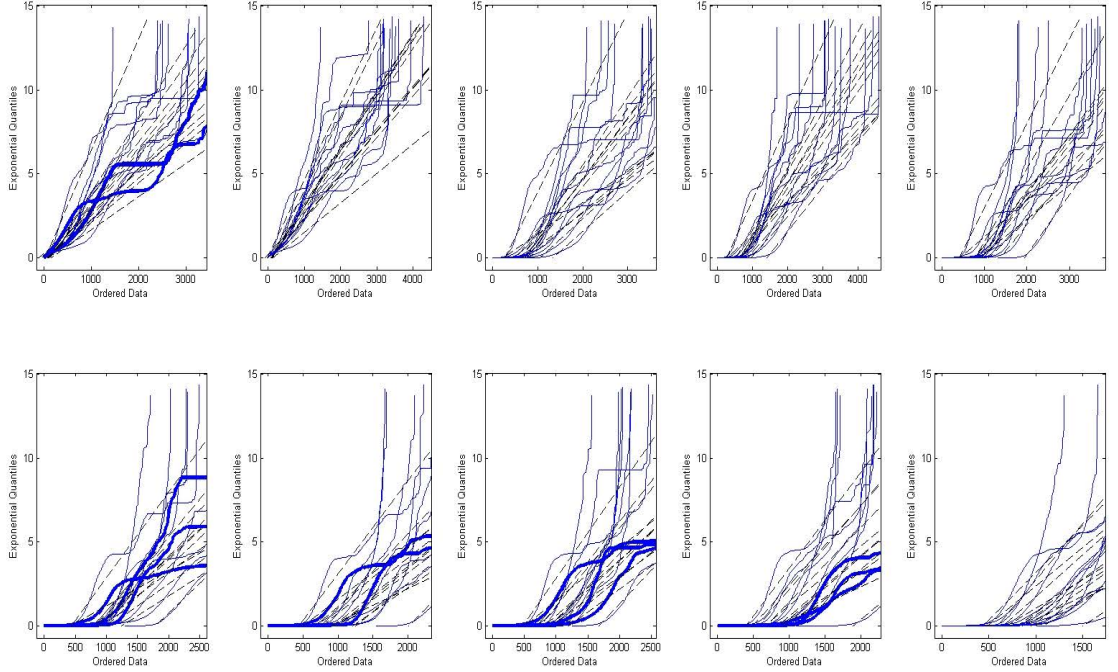 15
10
5
0
Exponential Quantiles
0 1000 2000 3000
Ordered Data
15
10
5
0
Exponential Quantiles
0 1000 2000 3000 4000
Ordered Data
15
10
5
0
Exponential Quantiles
0 1000 2000 3000
Ordered Data
15
10
5
0
Exponential Quantiles
0 1000 2000 3000 4000
Ordered Data
15
10
5
0
Exponential Quantiles
0 1000 2000 3000
Ordered Data
15
10
5
0
Exponential Quantiles
0 500 1000 1500 2000 2500
Ordered Data
15
10
5
0
Exponential Quantiles
0 500 1000 1500 2000
Ordered Data
15
10
5
0
Exponential Quantiles
0 500 1000 1500 2000 2500
Ordered Data
15
10
5
0
Exponential Quantiles
0 500 1000 1500 2000
Ordered Data
15
10
5
0
Exponential Quantiles
0 500 1000 1500
Ordered Data